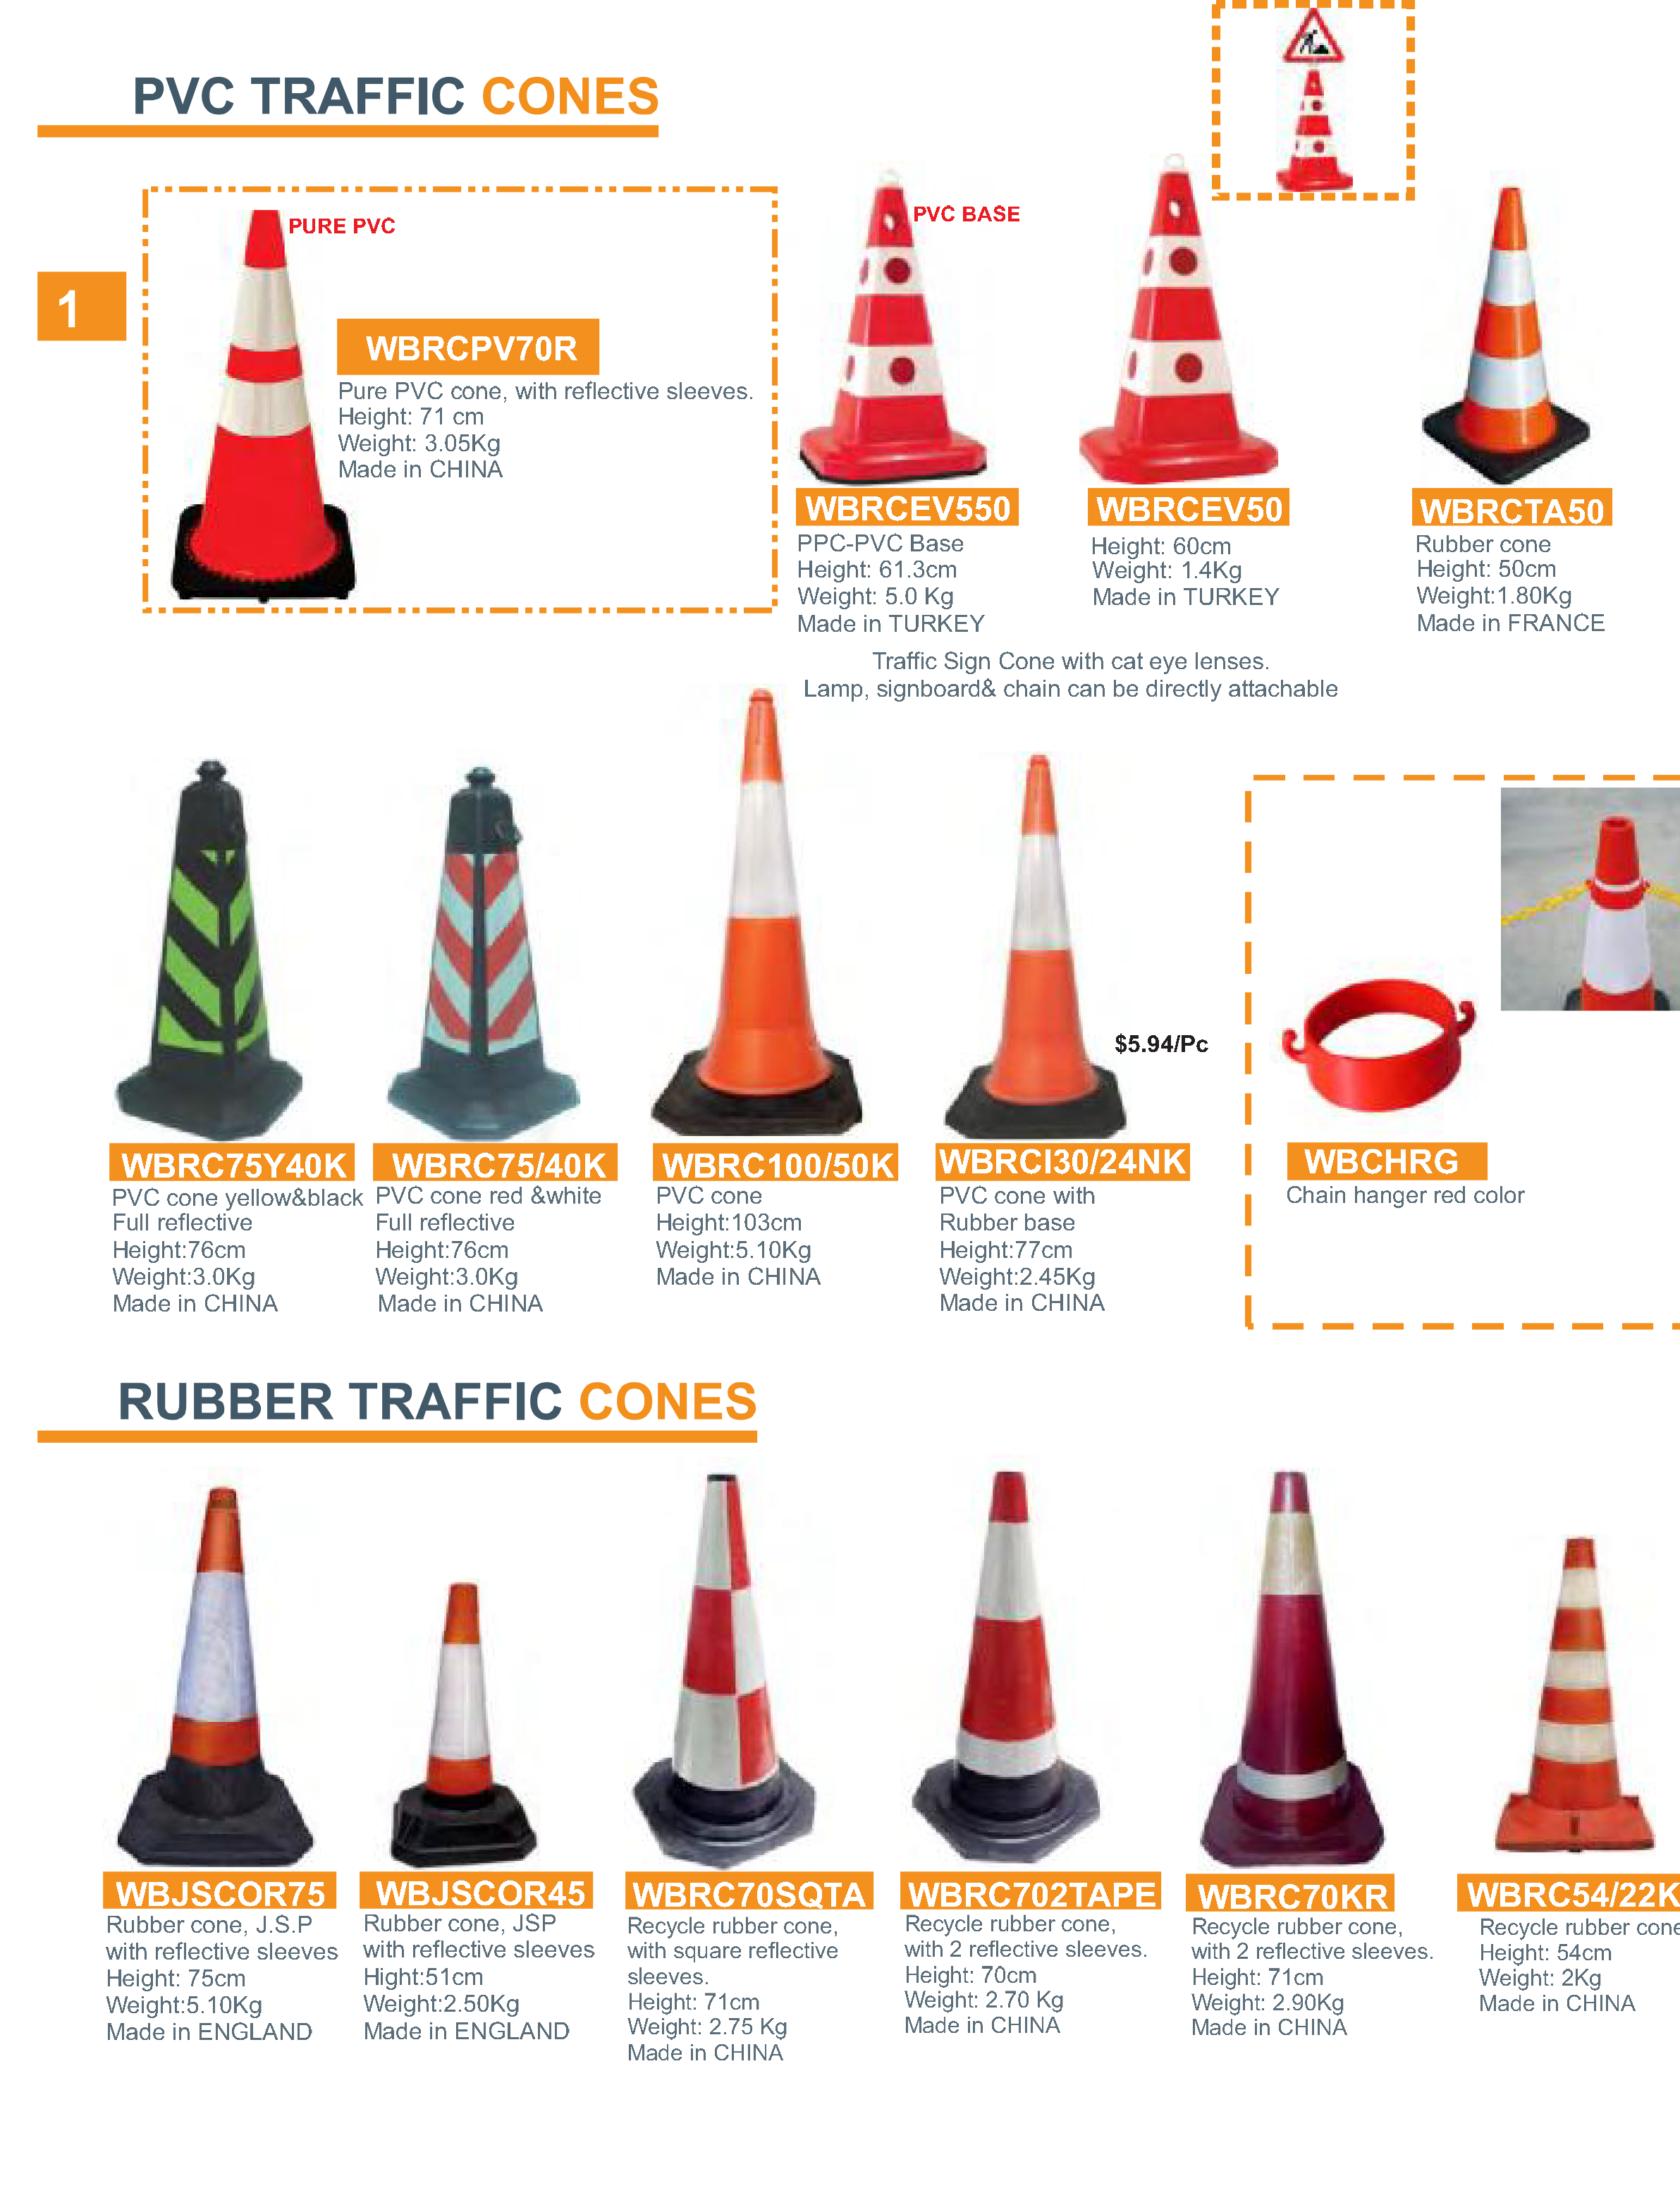 PVC TRAFFIC CONES
1
PURE PVC
WBRCPV70R
Pure PVC cone, with reflective sleeves.
Height: 71 cm
Weight: 3.05Kg
Made in CHINA
PVC BASE
WBRCEV550
PPC-PVC Base
Height: 61.3cm
Weight: 5.0 Kg
Made in TURKEY
WBRCEV50
Height: 60cm
Weight: 1.4Kg
Made in TURKEY
WBRCTA50
Rubber cone
Height: 50cm
Weight:1.80Kg
Made in FRANCE
Traffic Sign Cone with cat eye lenses.
Lamp, signboard& chain can be directly attachable
WBRC75Y40K
PVC cone yellow&black
Full reflective
Height:76cm
Weight:3.0Kg
Made in CHINA
WBRC75/40K
PVC cone red &white
Full reflective
Height:76cm
Weight:3.0Kg
Made in CHINA
WBRC100/50K
PVC cone
Height:103cm
Weight:5.10Kg
Made in CHINA
$5.94/Pc
WBRCI30/24NK
PVC cone with
Rubber base
Height:77cm
Weight:2.45Kg
Made in CHINA
WBCHRG
Chain hanger red color
RUBBER TRAFFIC CONES
WBJSCOR75
Rubber cone, J.S.P
with reflective sleeves
Height: 75cm
Weight:5.10Kg
Made in ENGLAND
WBJSCOR45
Rubber cone, JSP
with reflective sleeves
Hight:51cm
Weight:2.50Kg
Made in ENGLAND
WBRC70SQTA
Recycle rubber cone,
with square reflective
sleeves.
Height: 71cm
Weight: 2.75 Kg
Made in CHINA
WBRC702TAPE
Recycle rubber cone,
with 2 reflective sleeves.
Height: 70cm
Weight: 2.70 Kg
Made in CHINA
WBRC70KR
Recycle rubber cone,
with 2 reflective sleeves.
Height: 71cm
Weight: 2.90Kg
Made in CHINA
WBRC54/22K
Recycle rubber cone
Height: 54cm
Weight: 2Kg
Made in CHINA